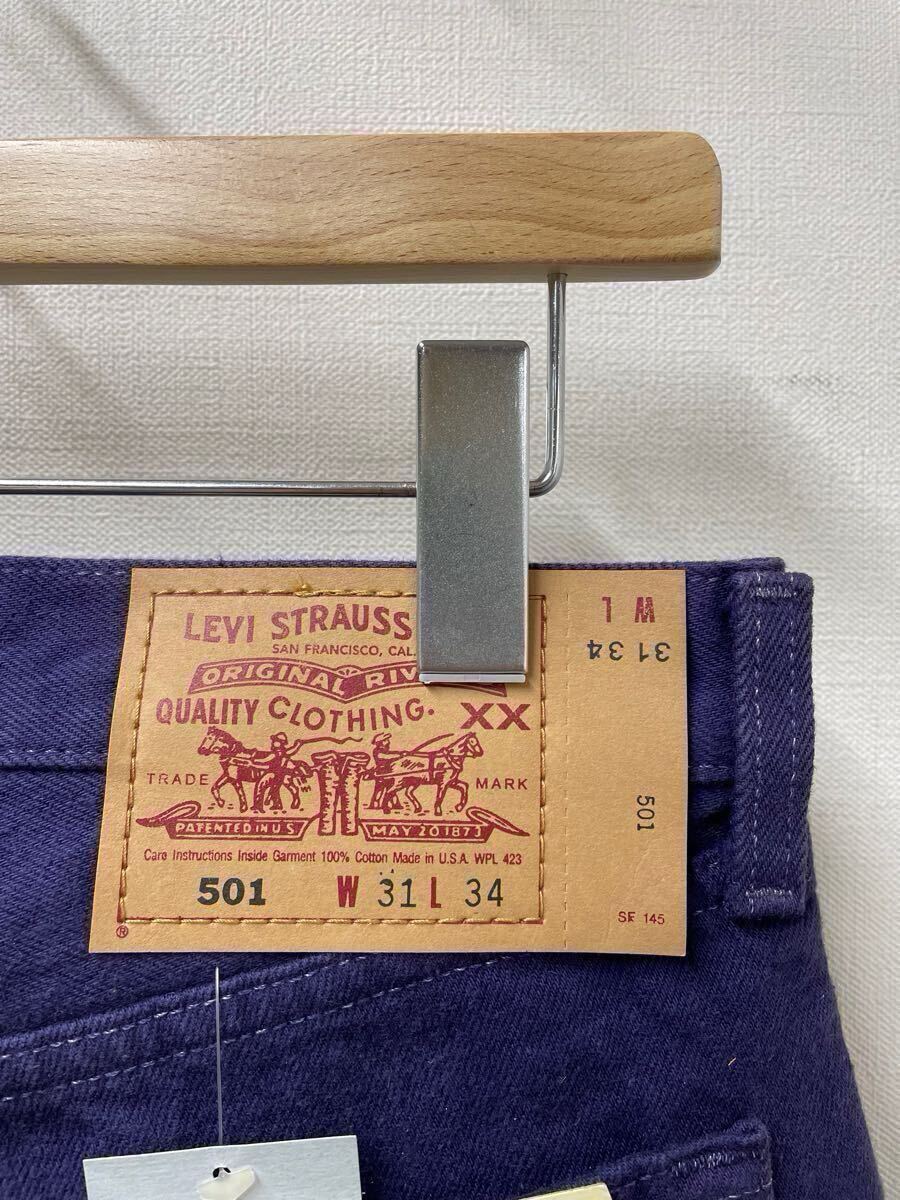 LEVI STRAUSS
SAN FRANCISCO, CAL.
ORIGINAL
QUALITY CLOTHING. XX
TRADE MARK
PATENTED IN U.S. MAY 20 1873
Care Instructions Inside Garment 100% Cotton Made in U.S.A. WPL 423
501 W 31 L 34
®
W L
31 34
501
SF 145